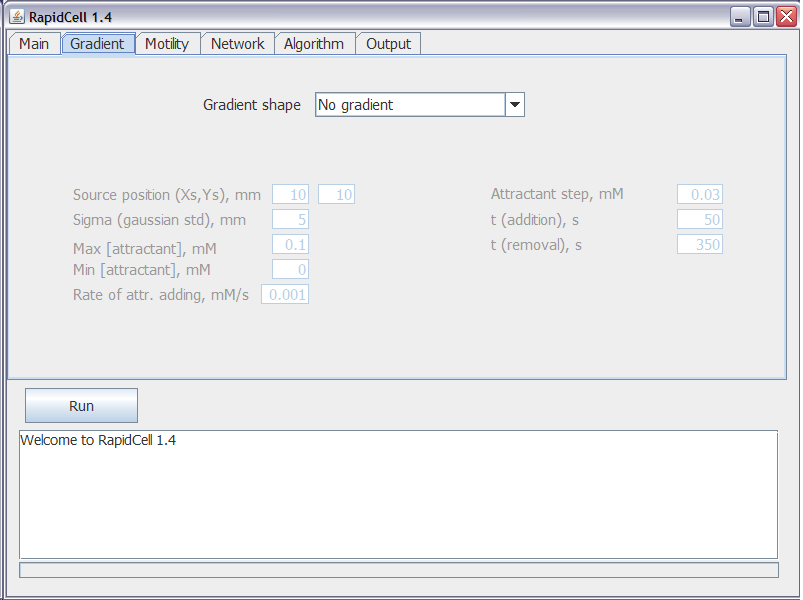 RapidCell 1.4
Main Gradient Motility Network Algorithm Output
Gradient shape No gradient
Source position (Xs,Ys), mm 10 10 Attractant step, mM 0.03
Sigma (gaussian std), mm 5 t (addition), s 50
Max [attractant], mM 0.1 t (removal), s 350
Min [attractant], mM 0
Rate of attr. adding, mM/s 0.001
Run
Welcome to RapidCell 1.4